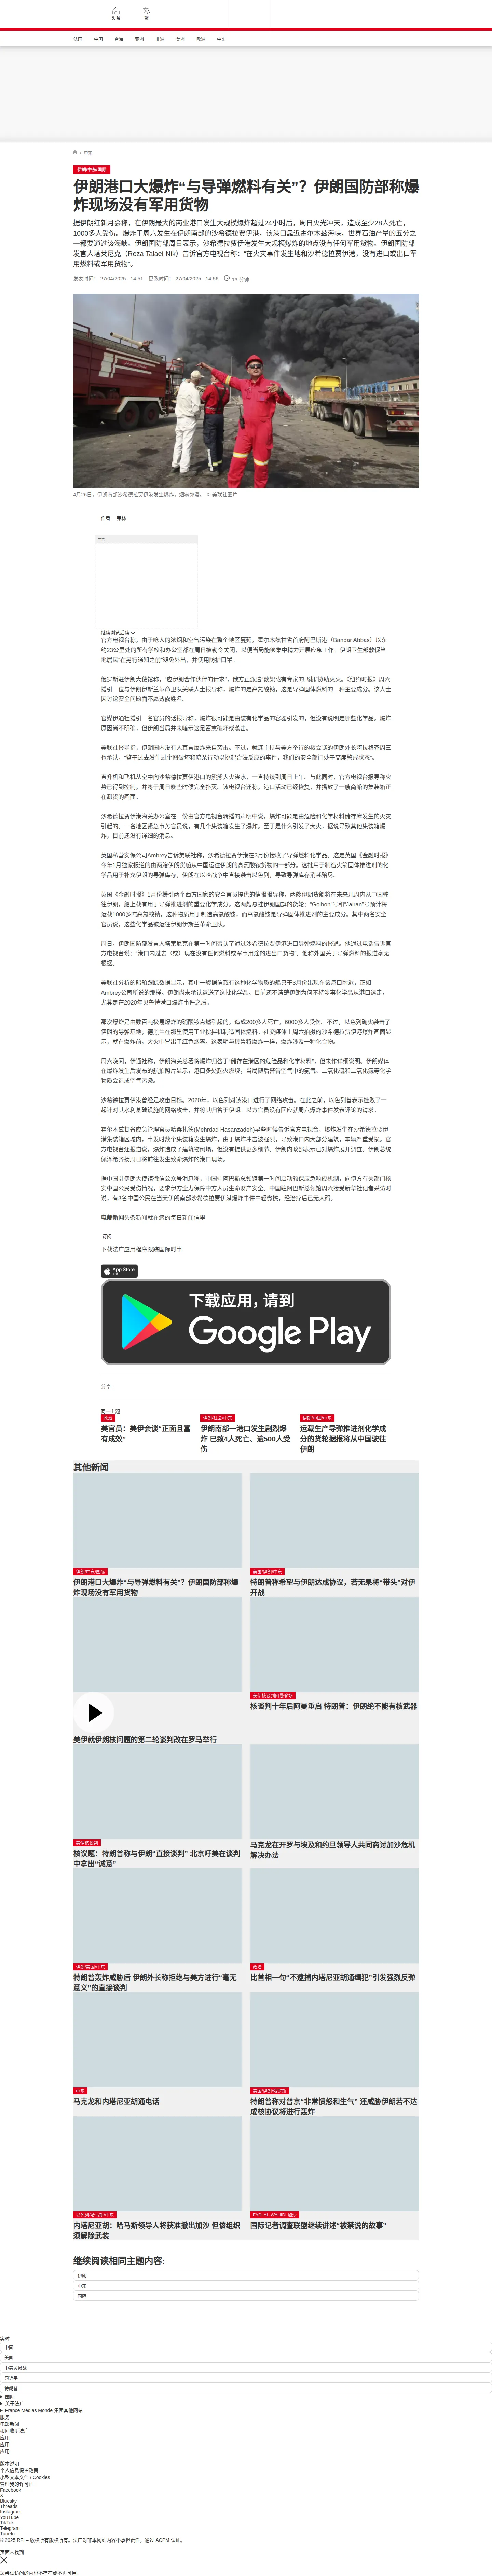 头条
繁
法国
中国
台海
亚洲
非洲
美洲
欧洲
中东
/ 中东
伊朗/中东/国际
伊朗港口大爆炸“与导弹燃料有关”？伊朗国防部称爆
炸现场没有军用货物
据伊朗红新月会称，在伊朗最大的商业港口发生大规模爆炸超过24小时后，周日火光冲天，造成至少28人死亡，
1000多人受伤。爆炸于周六发生在伊朗南部的沙希德拉贾伊港，该港口靠近霍尔木兹海峡，世界石油产量的五分之
一都要通过该海峡。伊朗国防部周日表示，沙希德拉贾伊港发生大规模爆炸的地点没有任何军用货物。伊朗国防部
发言人塔莱尼克（Reza Talaei-Nik）告诉官方电视台称：“在火灾事件发生地和沙希德拉贾伊港，没有进口或出口军
用燃料或军用货物”。
发表时间： 27/04/2025 - 14:51 更改时间： 27/04/2025 - 14:56 13 分钟
4月26日，伊朗南部沙希德拉贾伊港发生爆炸，烟雾弥漫。 © 美联社图片
作者： 弗林
广告
继续浏览后续
官方电视台称，由于呛人的浓烟和空气污染在整个地区蔓延，霍尔木兹甘省首府阿巴斯港（Bandar Abbas）以东
约23公里处的所有学校和办公室都在周日被勒令关闭，以便当局能够集中精力开展应急工作。伊朗卫生部敦促当
地居民“在另行通知之前”避免外出，并使用防护口罩。
俄罗斯驻伊朗大使馆称，“应伊朗合作伙伴的请求”，俄方正派遣“数架载有专家的飞机”协助灭火。《纽约时报》周六
援引一位与伊朗伊斯兰革命卫队关联人士报导称，爆炸的是高氯酸钠，这是导弹固体燃料的一种主要成分。该人士
因讨论安全问题而不愿透露姓名。
官媒伊通社援引一名官员的话报导称，爆炸很可能是由装有化学品的容器引发的，但没有说明是哪些化学品。爆炸
原因尚不明确，但伊朗当局并未暗示这是蓄意破坏或袭击。
美联社报导指，伊朗国内没有人直言爆炸来自袭击。不过，就连主持与美方举行的核会谈的伊朗外长阿拉格齐周三
也承认，“鉴于过去发生过企图破坏和暗杀行动以挑起合法反应的事件，我们的安全部门处于高度警戒状态”。
直升机和飞机从空中向沙希德拉贾伊港口的熊熊大火浇水，一直持续到周日上午。与此同时，官方电视台报导称火
势已得到控制，并将于周日晚些时候完全扑灭。该电视台还称，港口活动已经恢复，并播放了一艘商船的集装箱正
在卸货的画面。
沙希德拉贾伊港海关办公室在一份由官方电视台转播的声明中说，爆炸可能是由危险和化学材料储存库发生的火灾
引起的。一名地区紧急事务官员说，有几个集装箱发生了爆炸。至于是什么引发了大火，据说导致其他集装箱爆
炸，目前还没有详细的消息。
英国私营安保公司Ambrey告诉美联社称，沙希德拉贾伊港在3月份接收了导弹燃料化学品。这是英国《金融时报》
今年1月独家报道的由两艘伊朗货船从中国运往伊朗的高氯酸铵货物的一部分。这批用于制造火箭固体推进剂的化
学品用于补充伊朗的导弹库存，伊朗在以哈战争中直接袭击以色列，导致导弹库存消耗殆尽。
英国《金融时报》1月份援引两个西方国家的安全官员提供的情报报导称，两艘伊朗货船将在未来几周内从中国驶
往伊朗，船上载有用于导弹推进剂的重要化学成分。这两艘悬挂伊朗国旗的货轮：“Golbon”号和“Jairan”号预计将
运载1000多吨高氯酸钠，这种物质用于制造高氯酸铵，而高氯酸铵是导弹固体推进剂的主要成分。其中两名安全
官员说，这些化学品被运往伊朗伊斯兰革命卫队。
周日，伊朗国防部发言人塔莱尼克在第一时间否认了通过沙希德拉贾伊港进口导弹燃料的报道。他通过电话告诉官
方电视台说：“港口内过去（或）现在没有任何燃料或军事用途的进出口货物”。他称外国关于导弹燃料的报道毫无
根据。
美联社分析的船舶跟踪数据显示，其中一艘据信载有这种化学物质的船只于3月份出现在该港口附近，正如
Ambrey公司所说的那样。伊朗尚未承认运送了这批化学品。目前还不清楚伊朗为何不将涉事化学品从港口运走，
尤其是在2020年贝鲁特港口爆炸事件之后。
那次爆炸是由数百吨极易爆炸的硝酸铵点燃引起的，造成200多人死亡，6000多人受伤。不过，以色列确实袭击了
伊朗的导弹基地，德黑兰在那里使用工业搅拌机制造固体燃料。社交媒体上周六拍摄的沙希德拉贾伊港爆炸画面显
示，就在爆炸前，大火中冒出了红色烟雾。这表明与贝鲁特爆炸一样，爆炸涉及一种化合物。
周六晚间，伊通社称，伊朗海关总署将爆炸归咎于“储存在港区的危险品和化学材料”，但未作详细说明。伊朗媒体
在爆炸发生后发布的航拍照片显示，港口多处起火燃烧，当局随后警告空气中的氨气、二氧化硫和二氧化氮等化学
物质会造成空气污染。
沙希德拉贾伊港曾经是攻击目标。2020年，以色列对该港口进行了网络攻击。在此之前，以色列曾表示挫败了一
起针对其水利基础设施的网络攻击，并将其归咎于伊朗。以方官员没有回应就周六爆炸事件发表评论的请求。
霍尔木兹甘省应急管理官员哈桑扎德(Mehrdad Hasanzadeh)早些时候告诉官方电视台，爆炸发生在沙希德拉贾伊
港集装箱区域内，事发时数个集装箱发生爆炸，由于爆炸冲击波强烈，导致港口内大部分建筑，车辆严重受损。官
方电视台还报道说，爆炸造成了建筑物倒塌，但没有提供更多细节。伊朗内政部表示已对爆炸展开调查。伊朗总统
佩泽希齐扬周日将前往发生致命爆炸的港口现场。
据中国驻伊朗大使馆微信公众号消息称，中国驻阿巴斯总领馆第一时间启动领保应急响应机制，向伊方有关部门核
实中国公民受伤情况，要求伊方全力保障中方人员生命财产安全。中国驻阿巴斯总领馆周六接受新华社记者采访时
说，有3名中国公民在当天伊朗南部沙希德拉贾伊港爆炸事件中轻微擦，经治疗后已无大碍。
电邮新闻头条新闻就在您的每日新闻信里
订阅
下载法广应用程序跟踪国际时事
App Store
下载
下载应用，请到
Google Play
分享 :
同一主题
政治
美官员：美伊会谈“正面且富
有成效”
伊朗/社会/中东
伊朗南部一港口发生剧烈爆
炸 已致4人死亡、逾500人受
伤
伊朗/中国/中东
运载生产导弹推进剂化学成
分的货轮据报将从中国驶往
伊朗
其他新闻
伊朗/中东/国际
伊朗港口大爆炸“与导弹燃料有关”？伊朗国防部称爆
炸现场没有军用货物
美国/伊朗/中东
特朗普称希望与伊朗达成协议，若无果将“带头”对伊
开战
美伊就伊朗核问题的第二轮谈判改在罗马举行
美伊核谈判阿曼登场
核谈判十年后阿曼重启 特朗普：伊朗绝不能有核武器
美伊核谈判
核议题：特朗普称与伊朗“直接谈判” 北京吁美在谈判
中拿出“诚意”
马克龙在开罗与埃及和约旦领导人共同商讨加沙危机
解决办法
伊朗/美国/中东
特朗普轰炸威胁后 伊朗外长称拒绝与美方进行“毫无
意义”的直接谈判
政治
比首相一句“不逮捕内塔尼亚胡通缉犯”引发强烈反弹
中东
马克龙和内塔尼亚胡通电话
美国/伊朗/俄罗斯
特朗普称对普京“非常愤怒和生气” 还威胁伊朗若不达
成核协议将进行轰炸
以色列/哈马斯/中东
内塔尼亚胡：哈马斯领导人将获准撤出加沙 但该组织
须解除武装
FADI AL-WAHIDI 加沙
国际记者调查联盟继续讲述“被禁说的故事”
继续阅读相同主题内容:
伊朗
中东
国际
实时
中国
美国
中美贸易战
习近平
特朗普
国际
关于法广
France Médias Monde 集团其他网站
服务
电邮新闻
如何收听法广
应用
应用
应用
版本说明
个人信息保护政策
小型文本文件 / Cookies
管理我的许可证
Facebook
X
Bluesky
Threads
Instagram
YouTube
TikTok
Telegram
TuneIn
© 2025 RFI – 版权所有版权所有。法广对非本网站内容不承担责任。通过 ACPM 认证。
页面未找到
您尝试访问的内容不存在或不再可用。